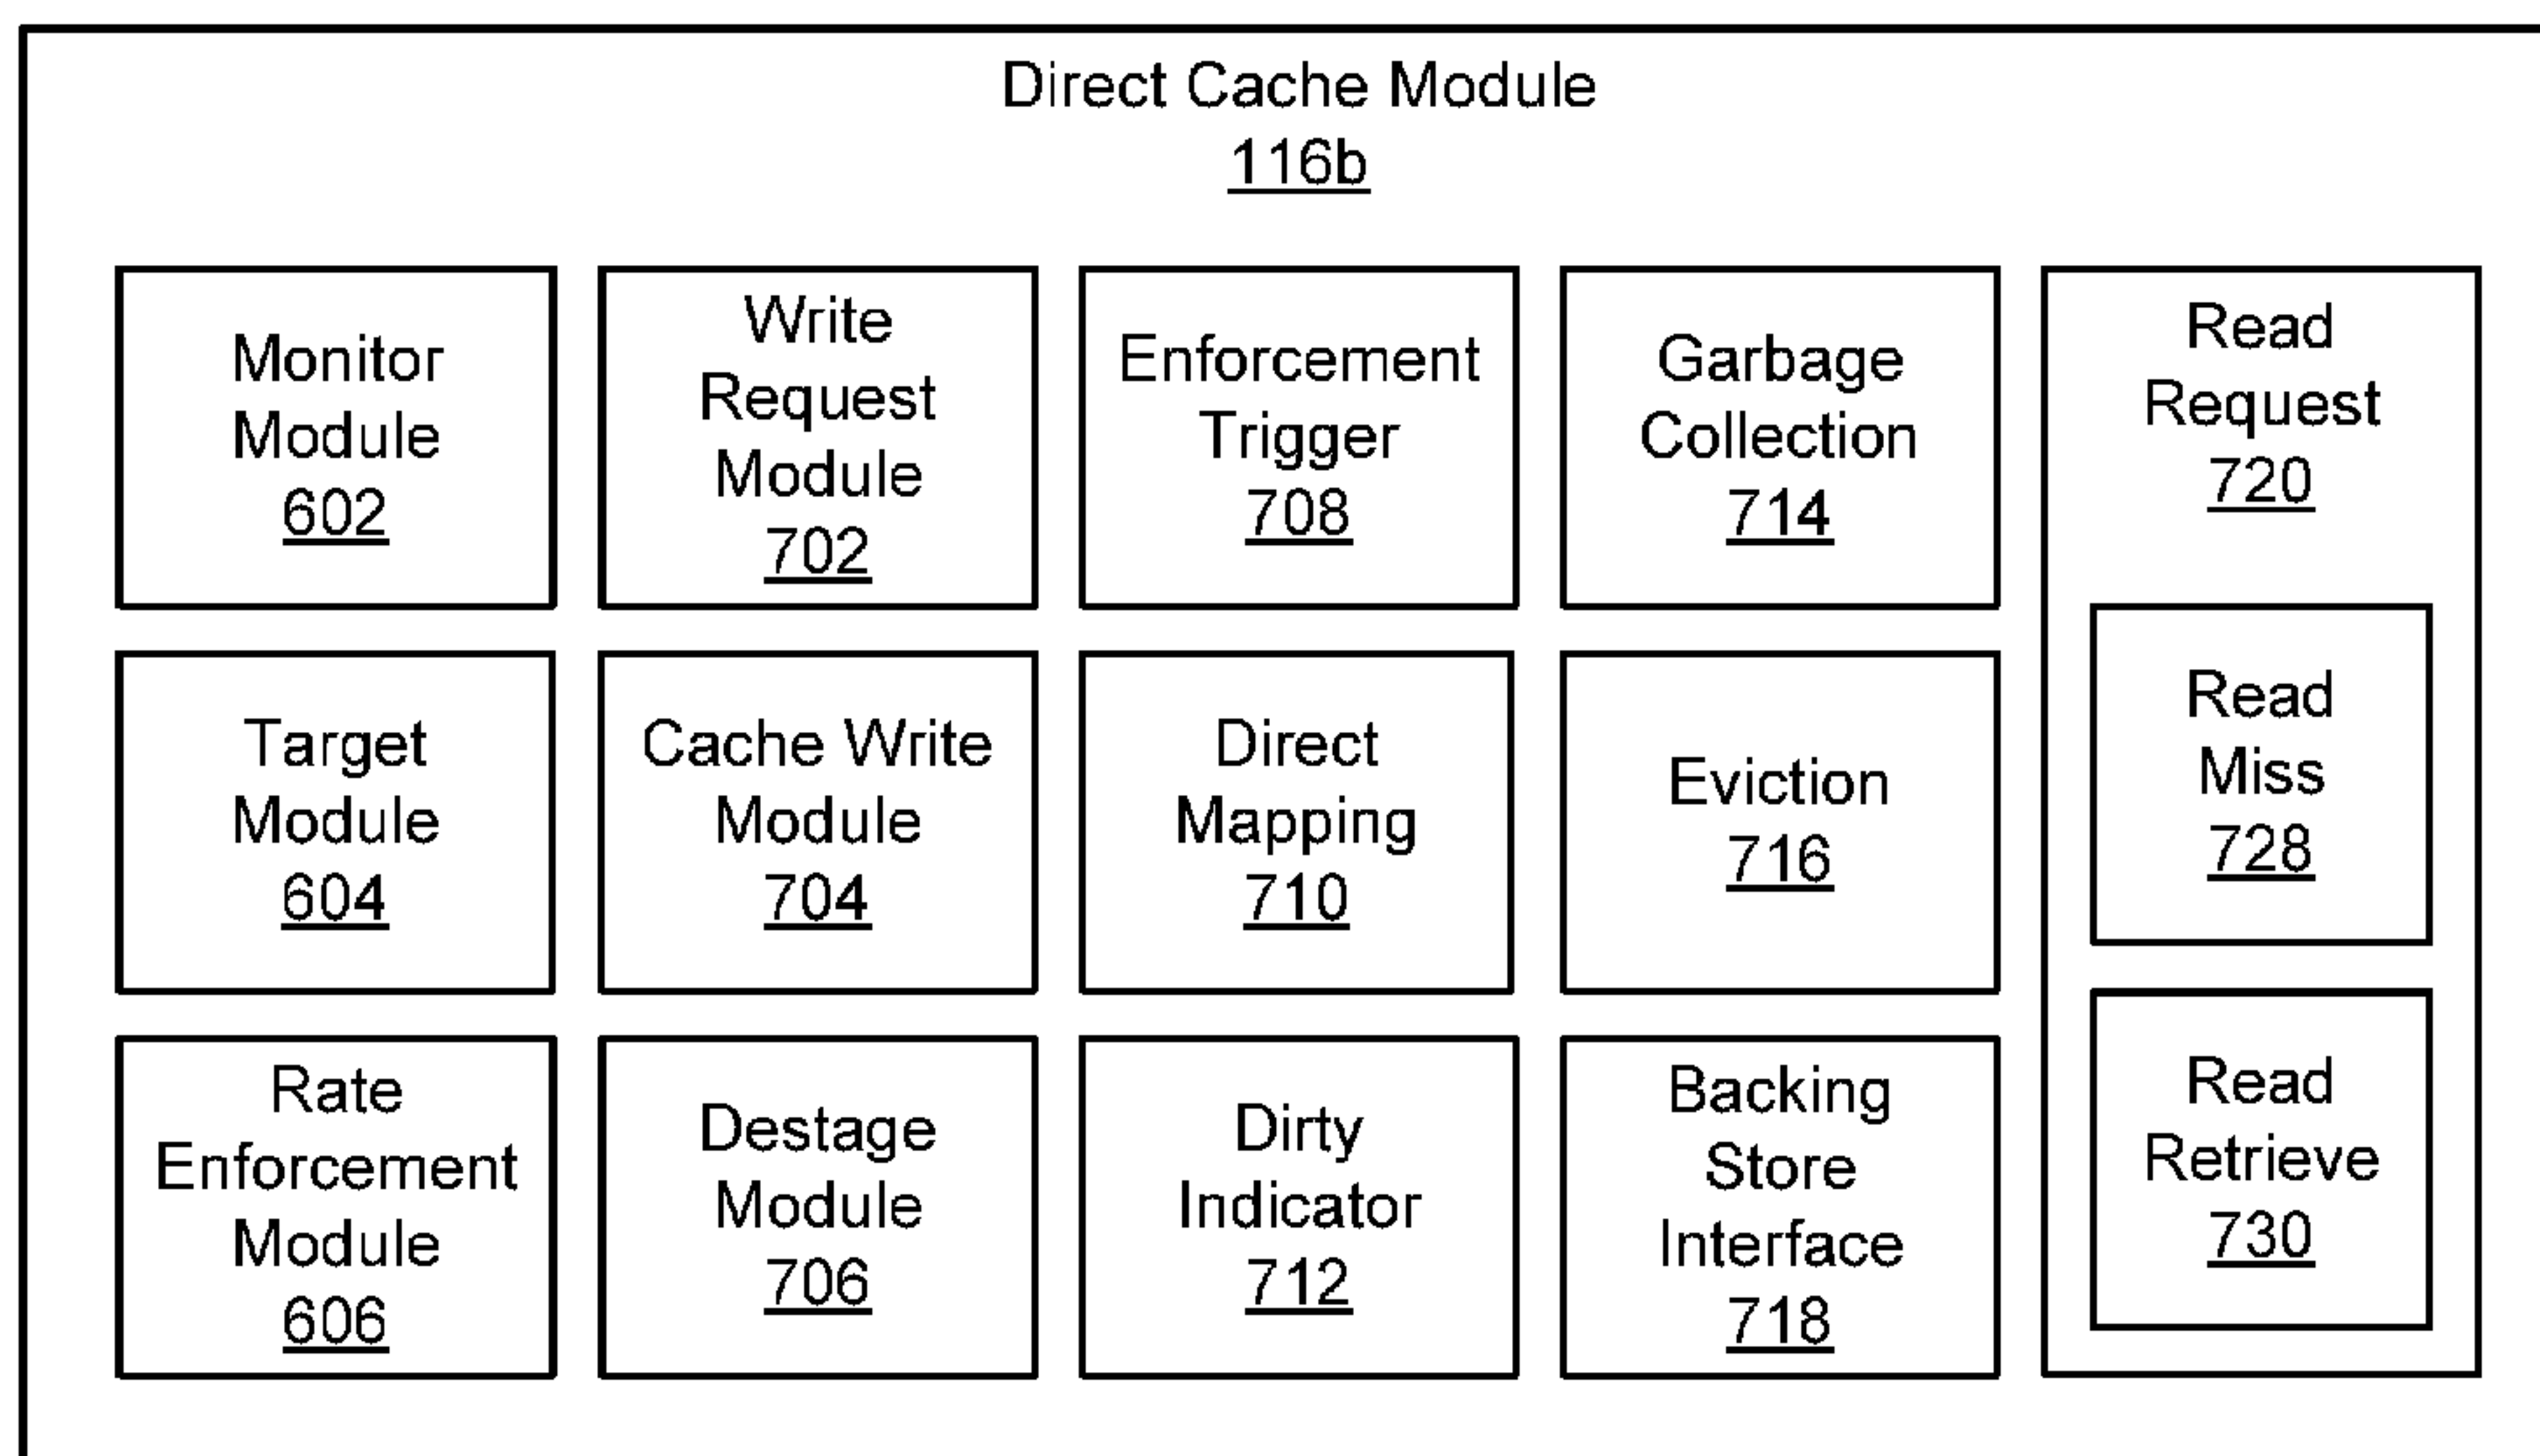 Direct Cache Module
116b
Monitor
Module
602
Write
Request
Module
702
Enforcement
Trigger
708
Garbage
Collection
714
Read
Request
720
Target
Module
604
Cache Write
Module
704
Direct
Mapping
710
Eviction
716
Read
Miss
728
Rate
Enforcement
Module
606
Destage
Module
706
Dirty
Indicator
712
Backing
Store
Interface
718
Read
Retrieve
730